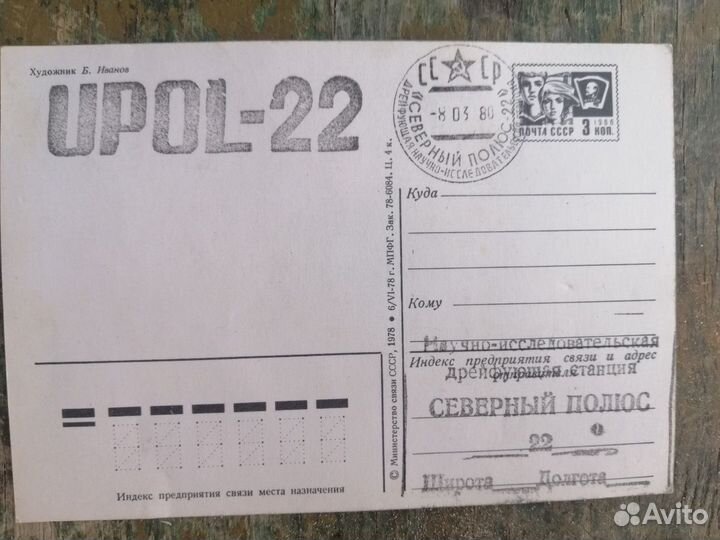 Художник Б. Иванов
UPOL-22
СССР
-8 03 80
«СЕВЕРНЫЙ ПОЛЮС-22»
ДРЕЙФУЮЩАЯ НАУЧНО-ИССЛЕДОВАТЕЛЬС
ПОЧТА СССР
1966
3 КОП.
Куда
Кому
Научно-исследовательская
Индекс предприятия связи и адрес
отправителя
дрейфующая станция
СЕВЕРНЫЙ ПОЛЮС
22
Широта Долгота
© Министерство связи СССР, 1978 • 6/VI-78 г. МПФГ. Зак. 78-6084. Ц. 4 к.
Индекс предприятия связи места назначения
Avito